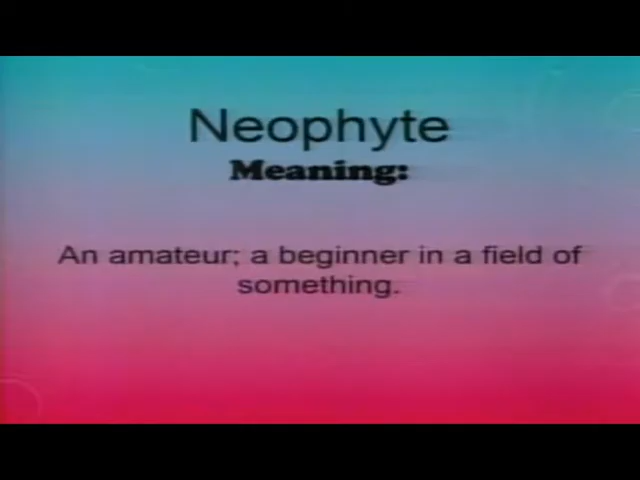 Neophyte
Meaning:
An amateur; a beginner in a field of
something.